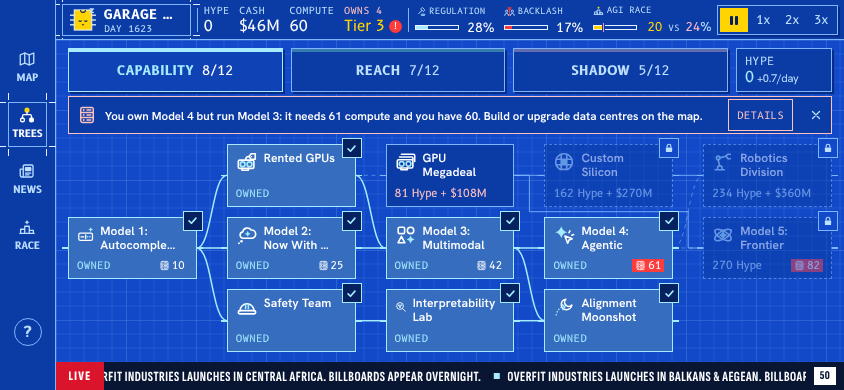 GARAGE ...
DAY 1623
HYPE
0
CASH
$46M
COMPUTE
60
OWNS 4
Tier 3 !
REGULATION
28%
BACKLASH
17%
AGI RACE
20 VS 24%
1x 2x 3x
MAP
TREES
NEWS
RACE
?
CAPABILITY 8/12
REACH 7/12
SHADOW 5/12
HYPE
0 +0.7/day
You own Model 4 but run Model 3: it needs 61 compute and you have 60. Build or upgrade data centres on the map.
DETAILS
Rented GPUs
OWNED
GPU
Megadeal
81 Hype + $108M
Custom
Silicon
162 Hype + $270M
Robotics
Division
234 Hype + $360M
Model 1:
Autocomple...
OWNED 10
Model 2:
Now With ...
OWNED 25
Model 3:
Multimodal
OWNED 42
Model 4:
Agentic
OWNED 61
Model 5:
Frontier
270 Hype 82
Safety Team
OWNED
Interpretability
Lab
OWNED
Alignment
Moonshot
OWNED
LIVE
RFIT INDUSTRIES LAUNCHES IN CENTRAL AFRICA. BILLBOARDS APPEAR OVERNIGHT. ■ OVERFIT INDUSTRIES LAUNCHES IN BALKANS & AEGEAN. BILLBOAR
50